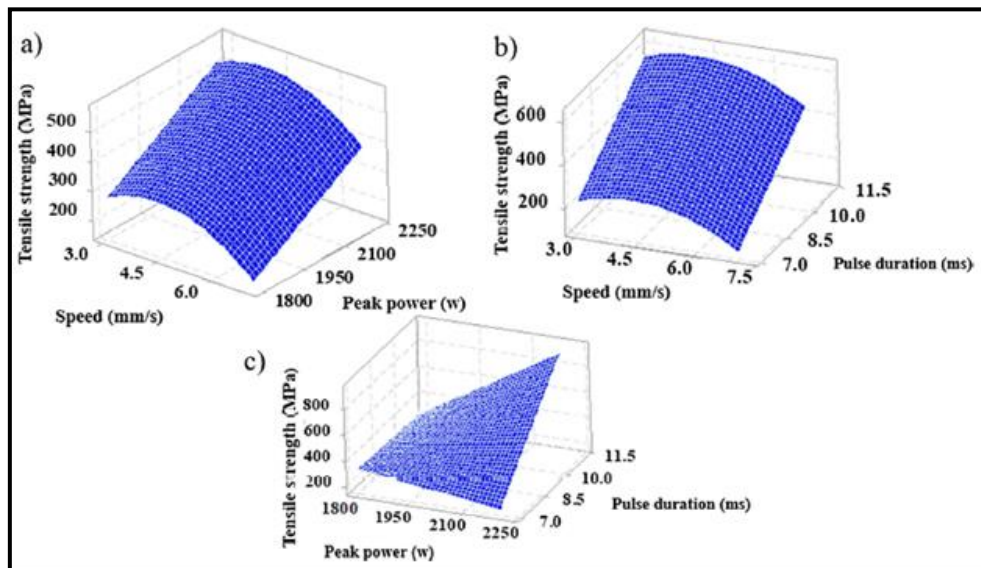 a)
Tensile strength (MPa)
500
400
300
200
3.0
4.5
6.0
Speed (mm/s)
1800
1950
2100
2250
Peak power (w)
b)
Tensile strength (MPa)
600
400
200
3.0
4.5
6.0
7.5
Speed (mm/s)
7.0
8.5
10.0
11.5
Pulse duration (ms)
c)
Tensile strength (MPa)
800
600
400
200
1800
1950
2100
2250
Peak power (w)
7.0
8.5
10.0
11.5
Pulse duration (ms)